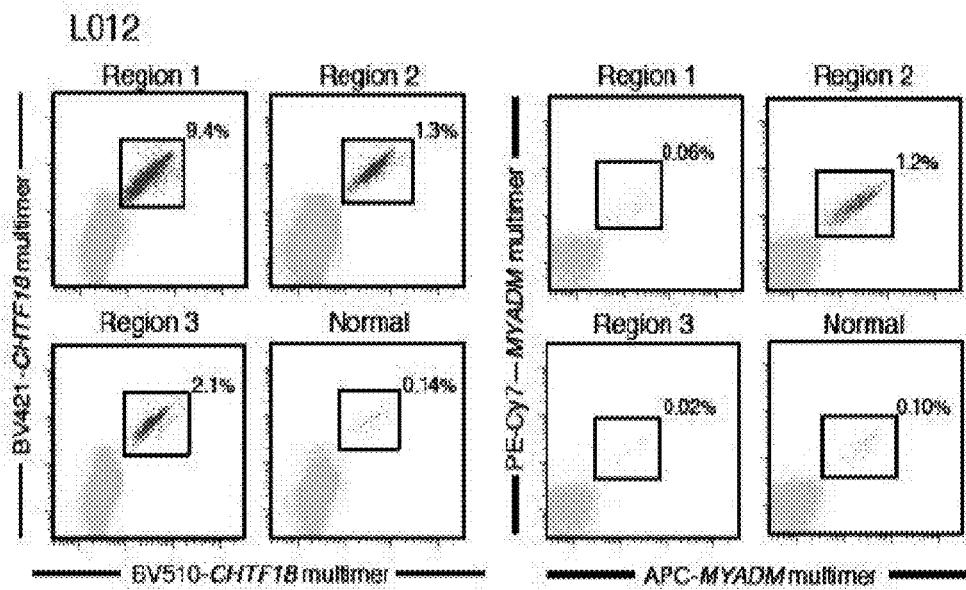 L012
Region 1 Region 2 Region 1 Region 2
9.4% 1.3% 0.06% 1.2%
Region 3 Normal Region 3 Normal
2.1% 0.14% 0.02% 0.10%
BV421-CHTF18 multimer
PE-Cy7—MYADM multimer
BV510-CHTF18 multimer
APC-MYADM multimer